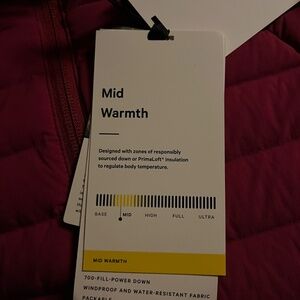 Mid
Warmth
Designed with zones of responsibly
sourced down or PrimaLoft® insulation
to regulate body temperature.
BASE MID HIGH FULL ULTRA
MID WARMTH
700-FILL-POWER DOWN
WINDPROOF AND WATER-RESISTANT FABRIC
PACKABLE